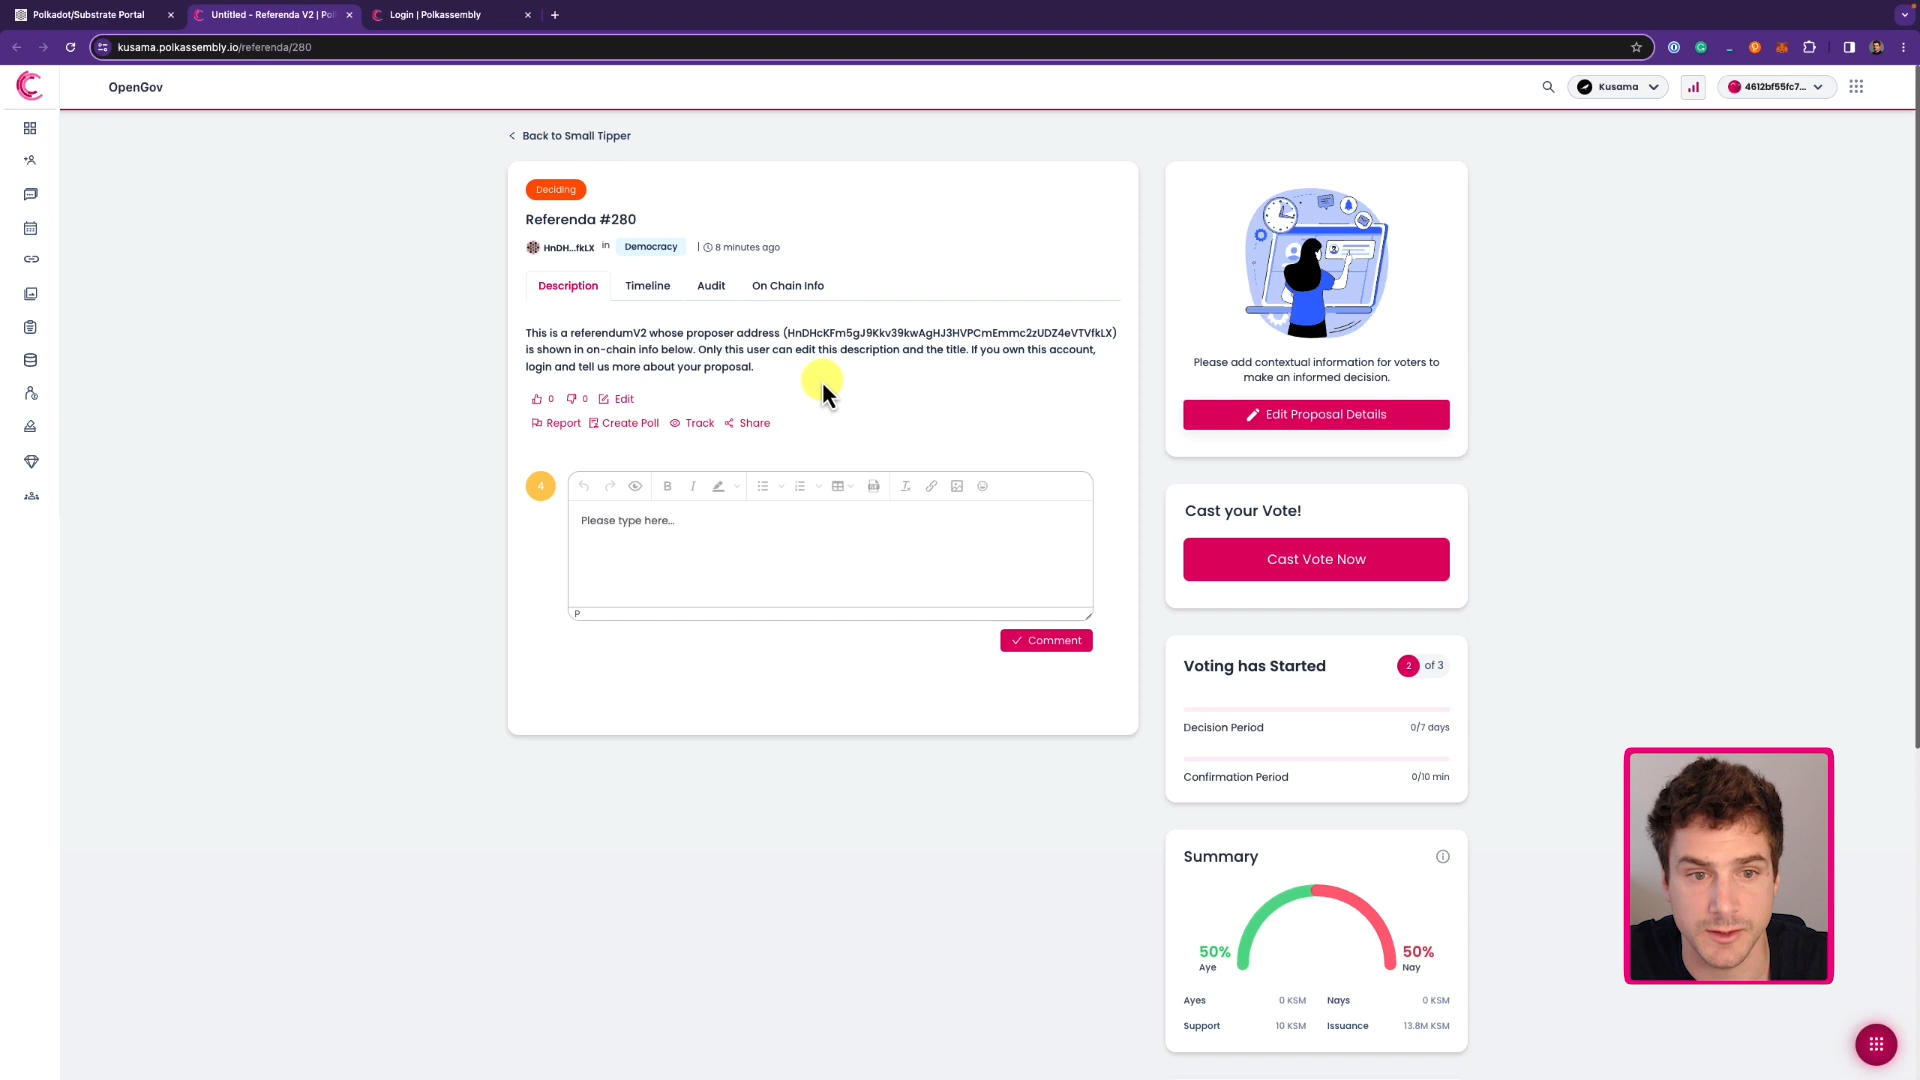 Polkadot/Substrate Portal
Untitled - Referenda V2 | Pol
Login | Polkassembly
kusama.polkassembly.io/referenda/280
OpenGov
Kusama
4612bf55fc7...
Back to Small Tipper
Deciding
Referenda #280
HnDH...fkLX in Democracy | 8 minutes ago
Description Timeline Audit On Chain Info
This is a referendumV2 whose proposer address (HnDHcKFm5gJ9Kkv39kwAgHJ3HVPCmEmmc2zUDZ4eVTVfkLX)
is shown in on-chain info below. Only this user can edit this description and the title. If you own this account,
login and tell us more about your proposal.
0 0 Edit
Report Create Poll Track Share
4
B I
Please type here...
P
Comment
Please add contextual information for voters to
make an informed decision.
Edit Proposal Details
Cast your Vote!
Cast Vote Now
Voting has Started 2 of 3
Decision Period 0/7 days
Confirmation Period 0/10 min
Summary
50% 50%
Aye Nay
Ayes 0 KSM Nays 0 KSM
Support 10 KSM Issuance 13.8M KSM